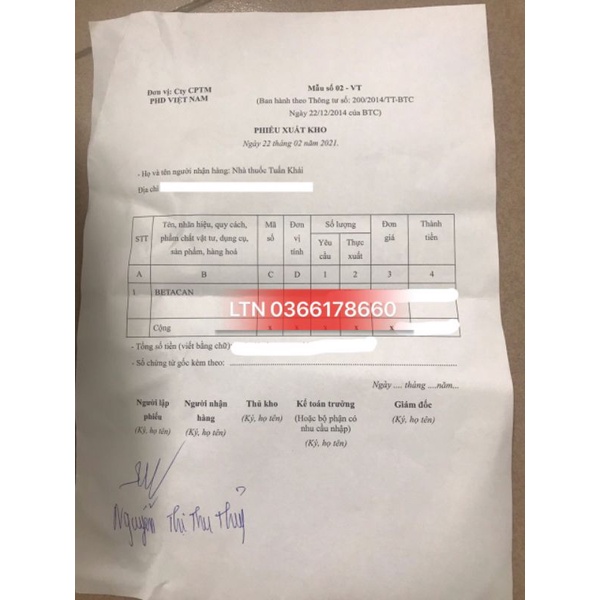 Đơn vị: Cty CPTM
PHD VIỆT NAM
Mẫu số 02 - VT
(Ban hành theo Thông tư số: 200/2014/TT-BTC
Ngày 22/12/2014 của BTC)
PHIẾU XUẤT KHO
Ngày 22 tháng 02 năm 2021.
- Họ và tên người nhận hàng: Nhà thuốc Tuấn Khải
Địa chỉ
STT
Tên, nhãn hiệu, quy cách,
phẩm chất vật tư, dụng cụ,
sản phẩm, hàng hoá
Mã
số
Đơn
vị
tính
Số lượng
Yêu
cầu
Thực
xuất
Đơn
giá
Thành
tiền
A B C D 1 2 3 4
1 BETACAN
LTN 0366178660
Cộng x x x x x
- Tổng số tiền (viết bằng chữ)
- Số chứng từ gốc kèm theo: ........................
Ngày .... tháng ....năm...
Người lập
phiếu
(Ký, họ tên)
Người nhận
hàng
(Ký, họ tên)
Thủ kho
(Ký, họ tên)
Kế toán trưởng
(Hoặc bộ phận có
nhu cầu nhập)
(Ký, họ tên)
Giám đốc
(Ký, họ tên)
Nguyễn Thị Thu Thuỷ